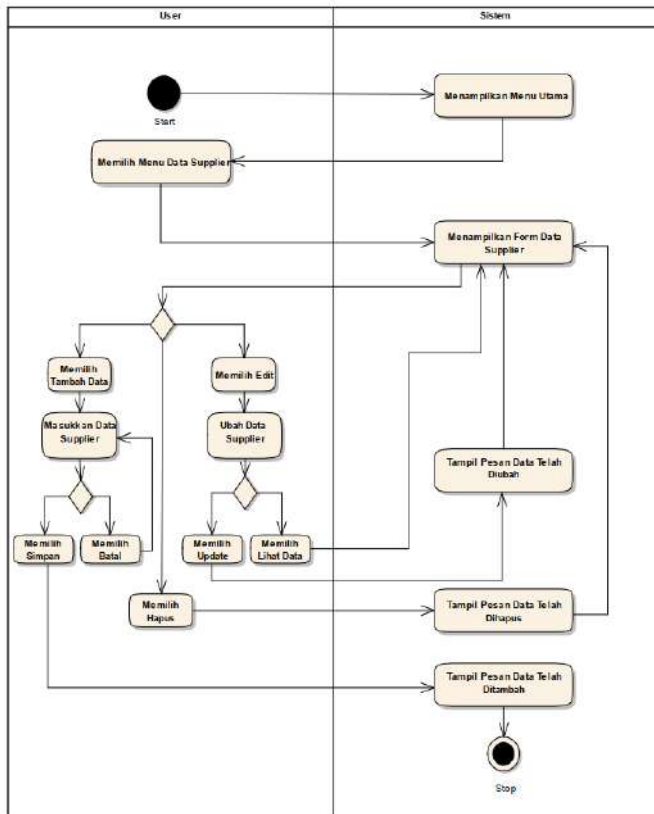 User
Sistem
Menampilkan Menu Utama
Start
Memilih Menu Data Supplier
Menampilkan Form Data
Supplier
Memilih
Tambah Data
Memilih Edit
Masukkan Data
Supplier
Ubah Data
Supplier
Tampil Pesan Data Telah
Diubah
Memilih
Simpan
Memilih
Batal
Memilih
Update
Memilih
Lihat Data
Memilih
Hapus
Tampil Pesan Data Telah
Dihapus
Tampil Pesan Data Telah
Ditambah
Stop